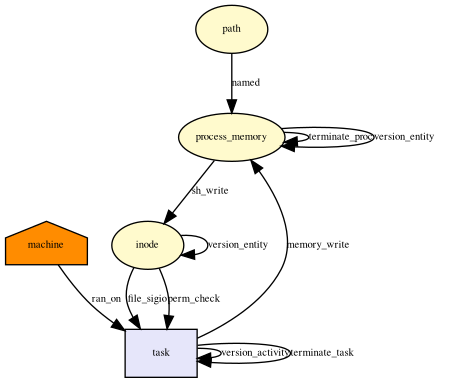 path
named
process_memory
terminate_proc
version_entity
sh_write
machine
inode
version_entity
memory_write
ran_on
file_sigio
perm_check
task
version_activity
terminate_task